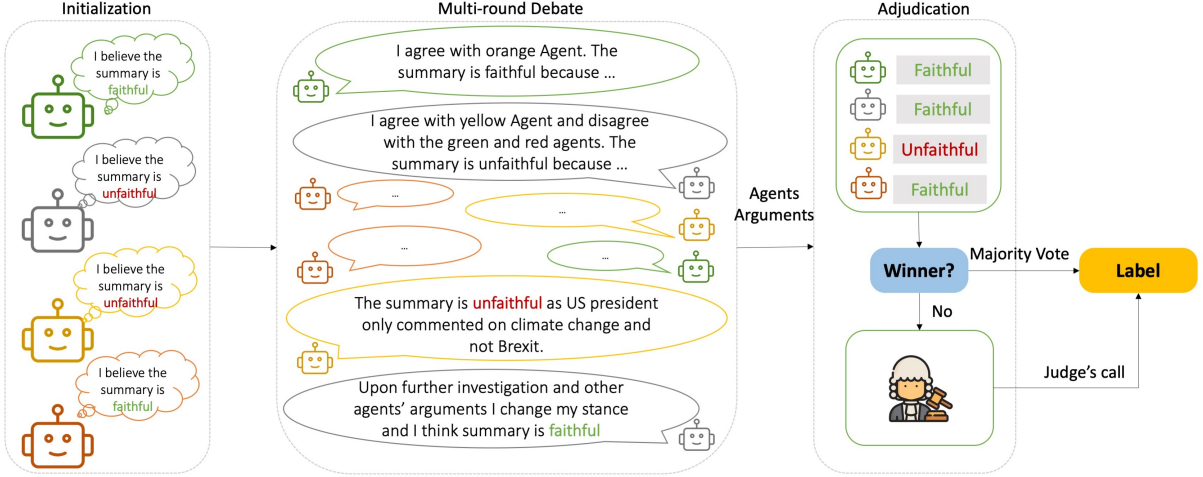 Initialization
I believe the
summary is
faithful
I believe the
summary is
unfaithful
I believe the
summary is
unfaithful
I believe the
summary is
faithful
Multi-round Debate
I agree with orange Agent. The
summary is faithful because ...
I agree with yellow Agent and disagree
with the green and red agents. The
summary is unfaithful because ...
...
...
...
...
The summary is unfaithful as US president
only commented on climate change and
not Brexit.
Upon further investigation and other
agents’ arguments I change my stance
and I think summary is faithful
Agents
Arguments
Adjudication
Faithful
Faithful
Unfaithful
Faithful
Winner?
Majority Vote
Label
No
Judge’s call